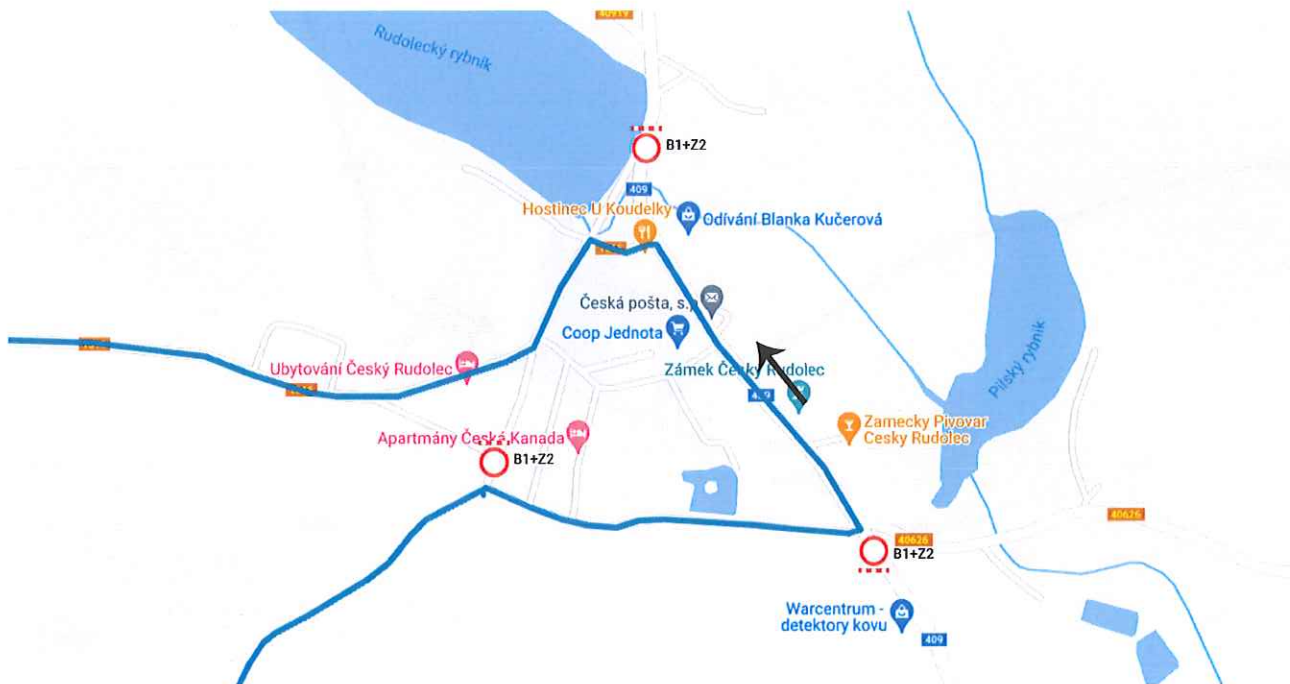 40919
Rudolecký rybník
B1+Z2
409
Hostinec U Koudelky
Odívání Blanka Kučerová
Česká pošta, s.p
Coop Jednota
Ubytování Český Rudolec
Zámek Český Rudolec
Pilský rybník
409
Zamecky Pivovar
Cesky Rudolec
Apartmány Česká Kanada
B1+Z2
40626
40626
B1+Z2
Warcentrum -
detektory kovu
409